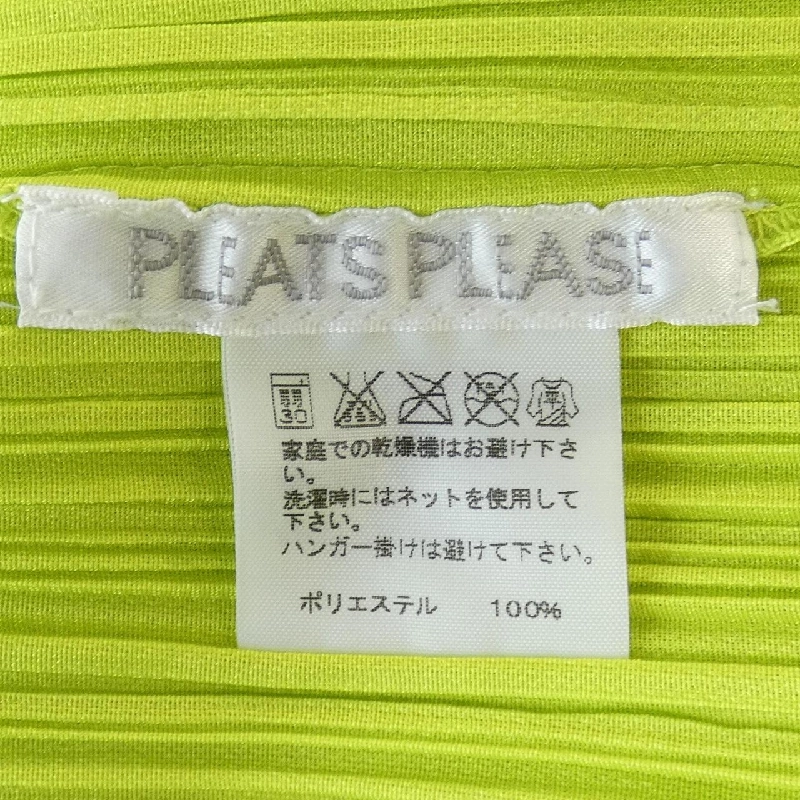 PLEATS PLEASE
30
家庭での乾燥機はお避け下さ
い。
洗濯時にはネットを使用して
下さい。
ハンガー掛けは避けて下さい。
ポリエステル 100%